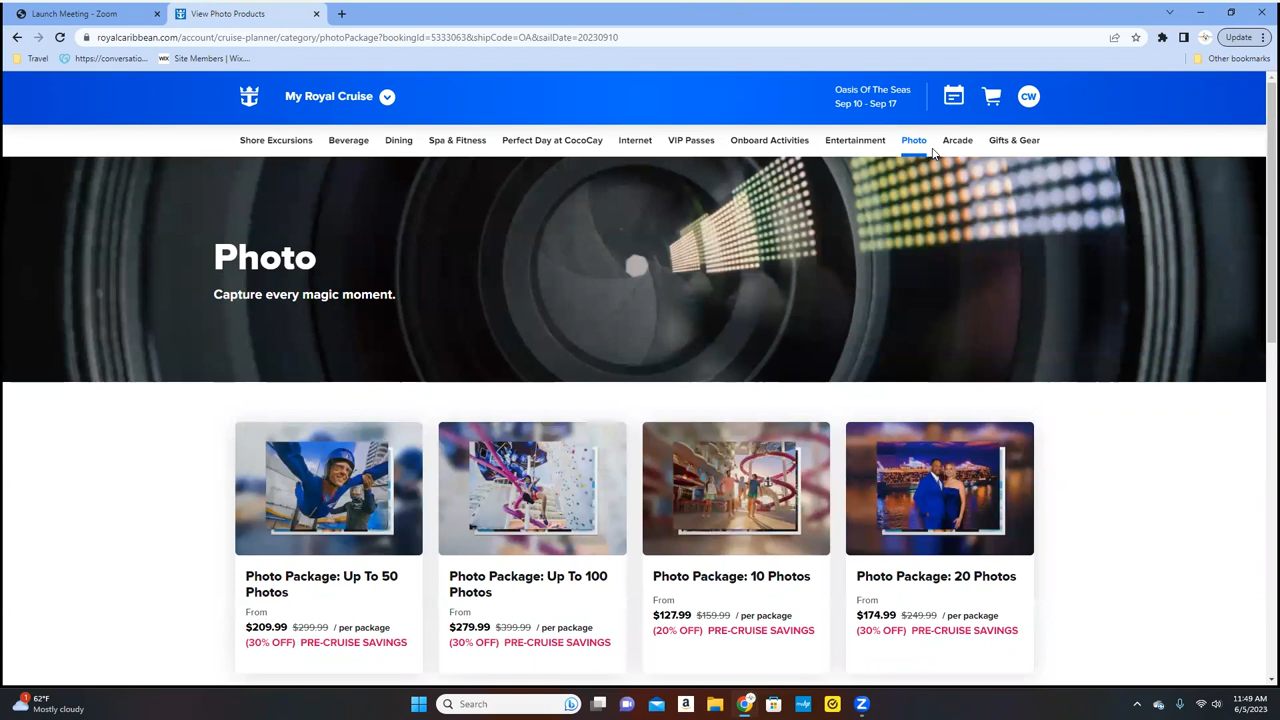 Launch Meeting - Zoom
View Photo Products
royalcaribbean.com/account/cruise-planner/category/photoPackage?bookingId=5333063&shipCode=OA&sailDate=20230910
Update
Travel
https://conversatio...
WIX Site Members | Wix....
Other bookmarks
My Royal Cruise
Oasis Of The Seas
Sep 10 - Sep 17
CW
Shore Excursions Beverage Dining Spa & Fitness Perfect Day at CocoCay Internet VIP Passes Onboard Activities Entertainment Photo Arcade Gifts & Gear
Photo
Capture every magic moment.
Photo Package: Up To 50
Photos
From
$209.99 $299.99 / per package
(30% OFF) PRE-CRUISE SAVINGS
Photo Package: Up To 100
Photos
From
$279.99 $399.99 / per package
(30% OFF) PRE-CRUISE SAVINGS
Photo Package: 10 Photos
From
$127.99 $159.99 / per package
(20% OFF) PRE-CRUISE SAVINGS
Photo Package: 20 Photos
From
$174.99 $249.99 / per package
(30% OFF) PRE-CRUISE SAVINGS
1
62°F
Mostly cloudy
Search
11:49 AM
6/5/2023